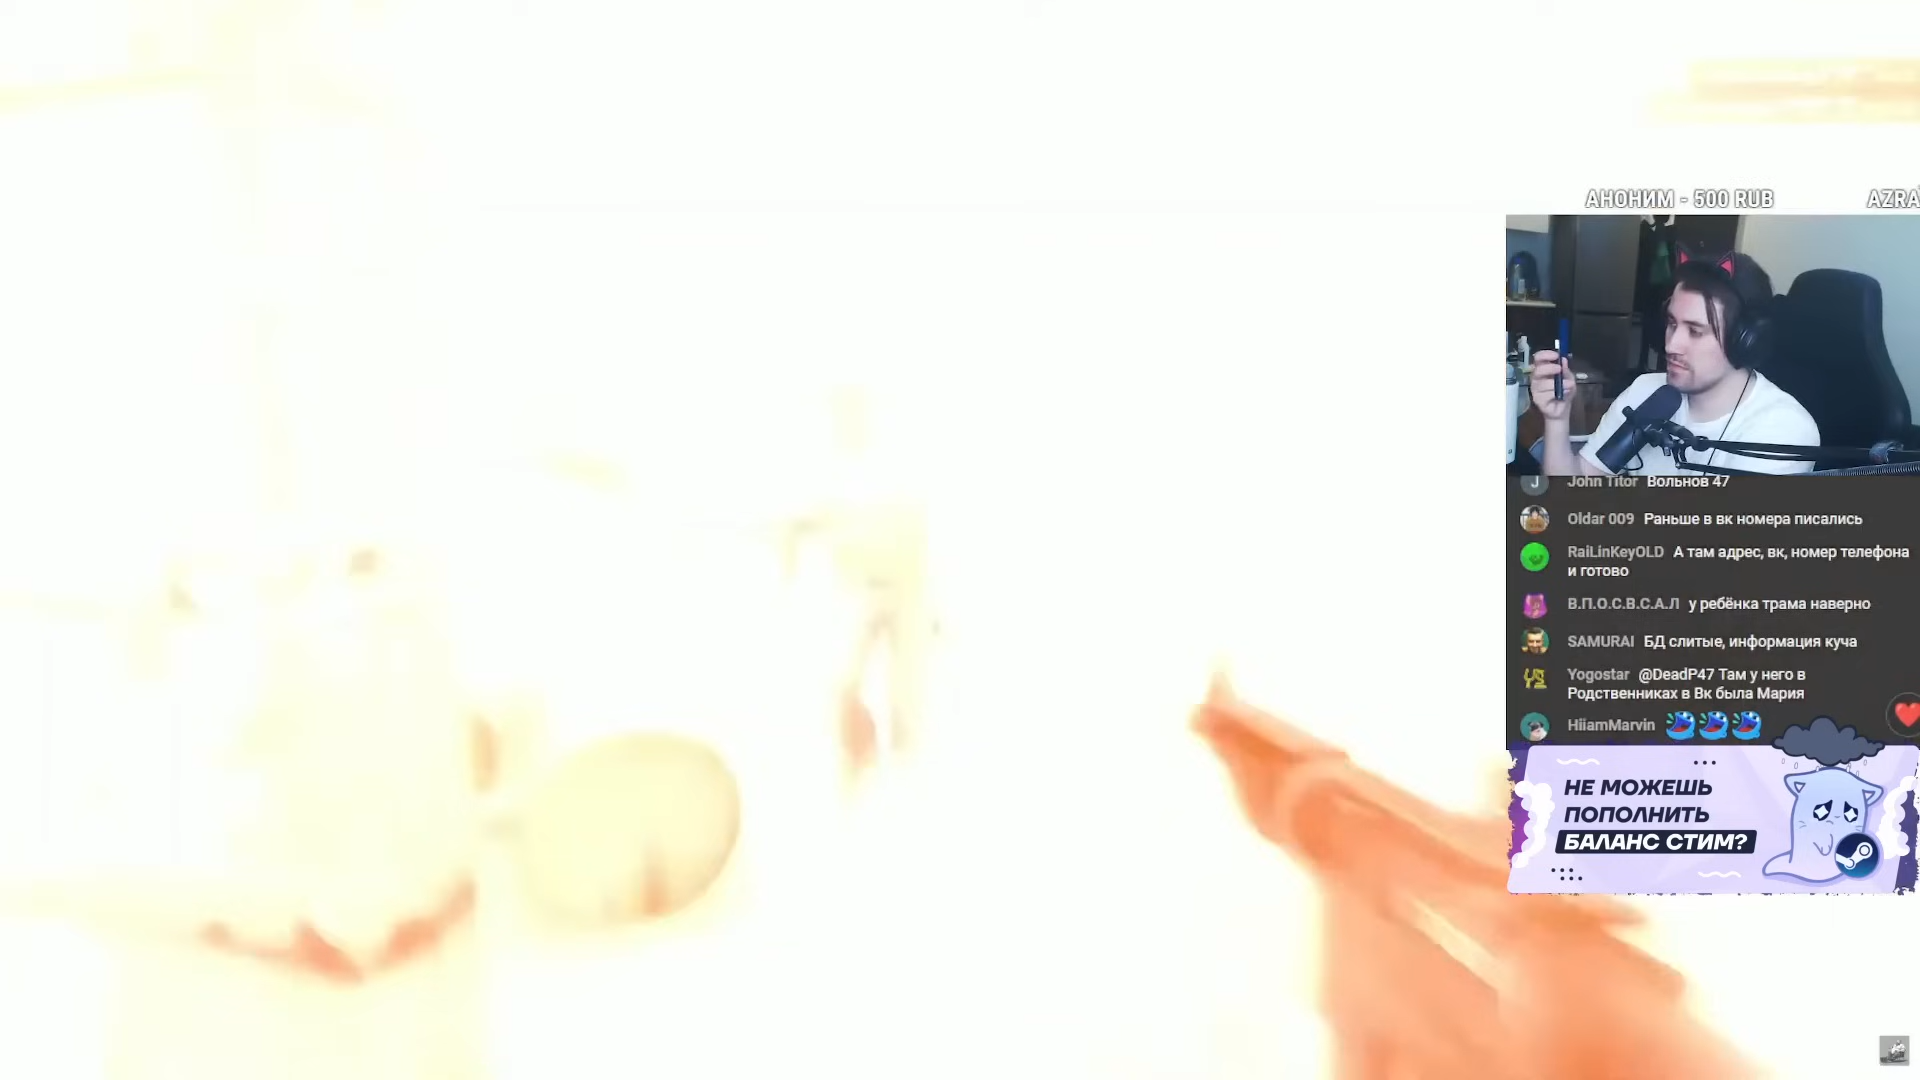 АНОНИМ - 500 RUB
AZRA
John Titor Вольнов 47
Oldar 009 Раньше в вк номера писались
RaiLinKeyOLD А там адрес, вк, номер телефона
и готово
В.П.О.С.В.С.А.Л у ребёнка трама наверно
SAMURAI БД слитые, информация куча
Yogostar @DeadP47 Там у него в
Родственниках в Вк была Мария
HiiamMarvin
НЕ МОЖЕШЬ
ПОПОЛНИТЬ
БАЛАНС СТИМ?